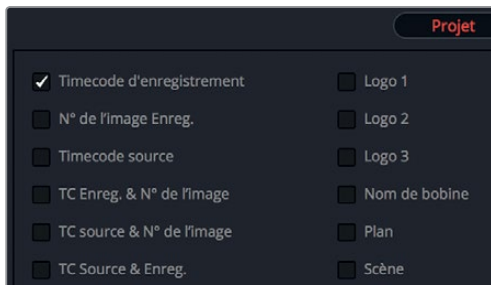 Projet
Timecode d'enregistrement
N° de l'image Enreg.
Timecode source
TC Enreg. & N° de l'image
TC source & N° de l'image
TC Source & Enreg.
Logo 1
Logo 2
Logo 3
Nom de bobine
Plan
Scène